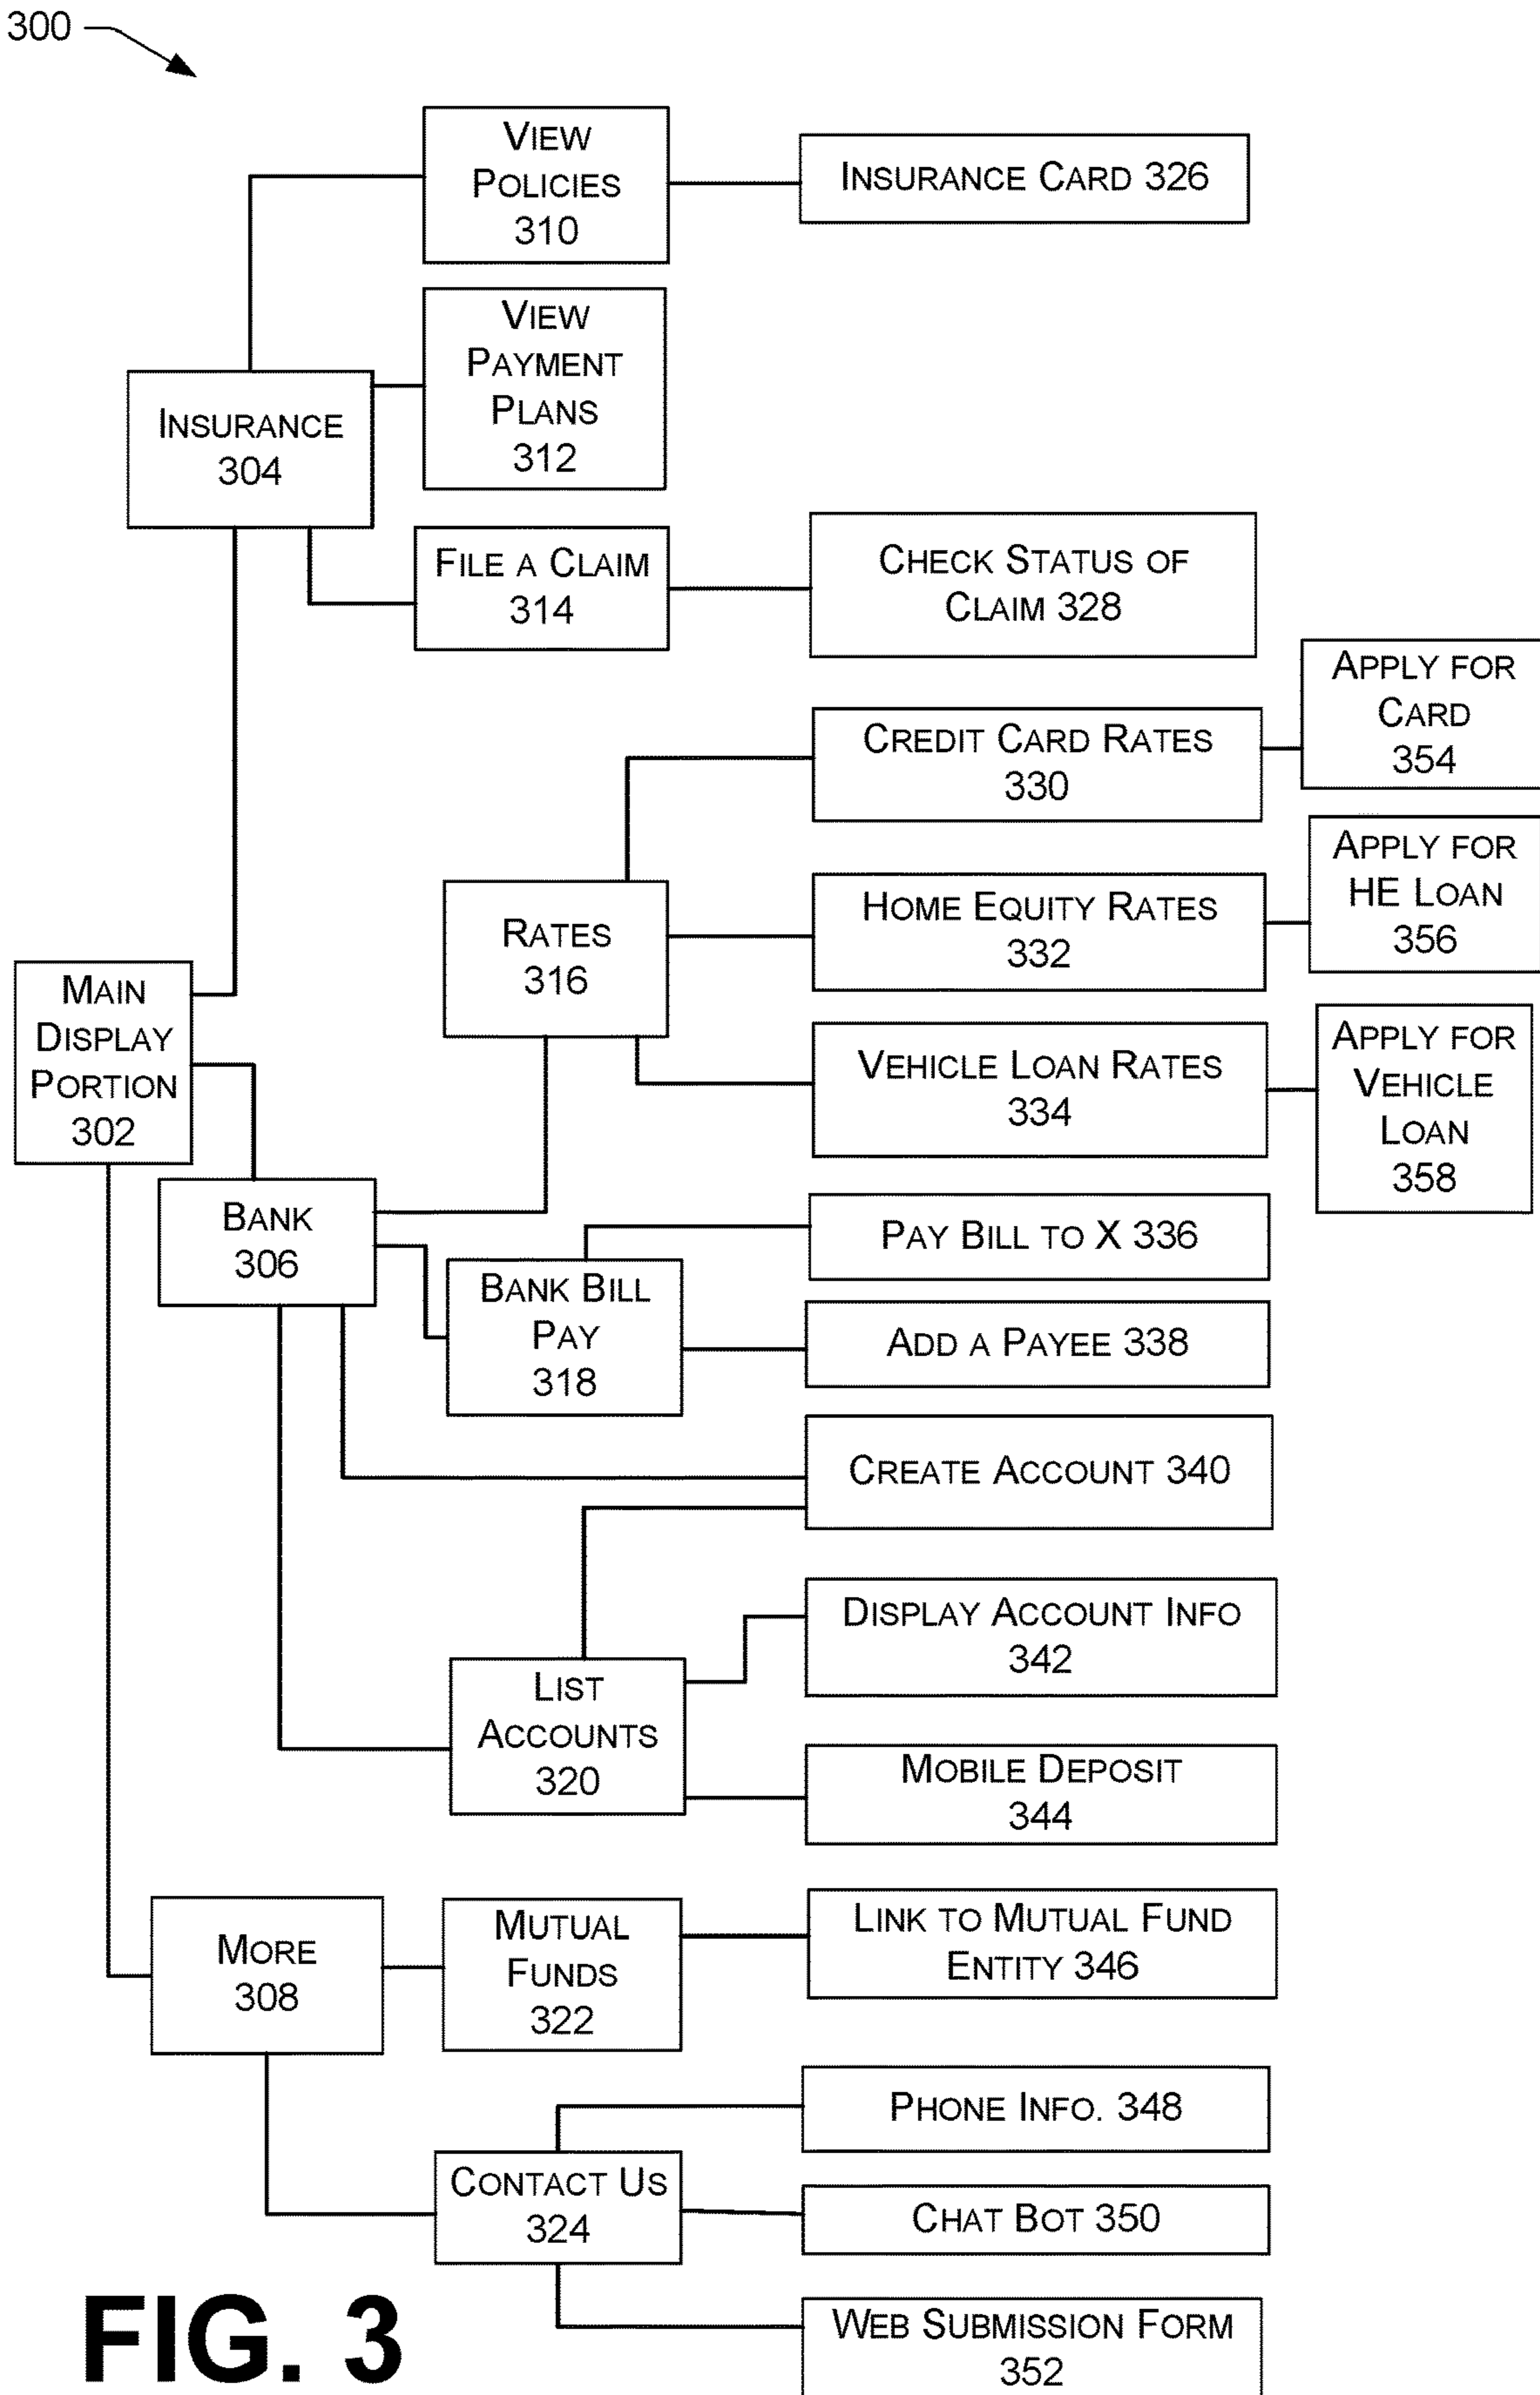 300
VIEW
POLICIES
310
INSURANCE CARD 326
VIEW
PAYMENT
PLANS
312
INSURANCE
304
FILE A CLAIM
314
CHECK STATUS OF
CLAIM 328
APPLY FOR
CARD
354
CREDIT CARD RATES
330
APPLY FOR
HE LOAN
356
HOME EQUITY RATES
332
RATES
316
MAIN
DISPLAY
PORTION
302
VEHICLE LOAN RATES
334
APPLY FOR
VEHICLE
LOAN
358
BANK
306
PAY BILL TO X 336
BANK BILL
PAY
318
ADD A PAYEE 338
CREATE ACCOUNT 340
DISPLAY ACCOUNT INFO
342
LIST
ACCOUNTS
320
MOBILE DEPOSIT
344
MORE
308
MUTUAL
FUNDS
322
LINK TO MUTUAL FUND
ENTITY 346
PHONE INFO. 348
CONTACT US
324
CHAT BOT 350
WEB SUBMISSION FORM
352
FIG. 3